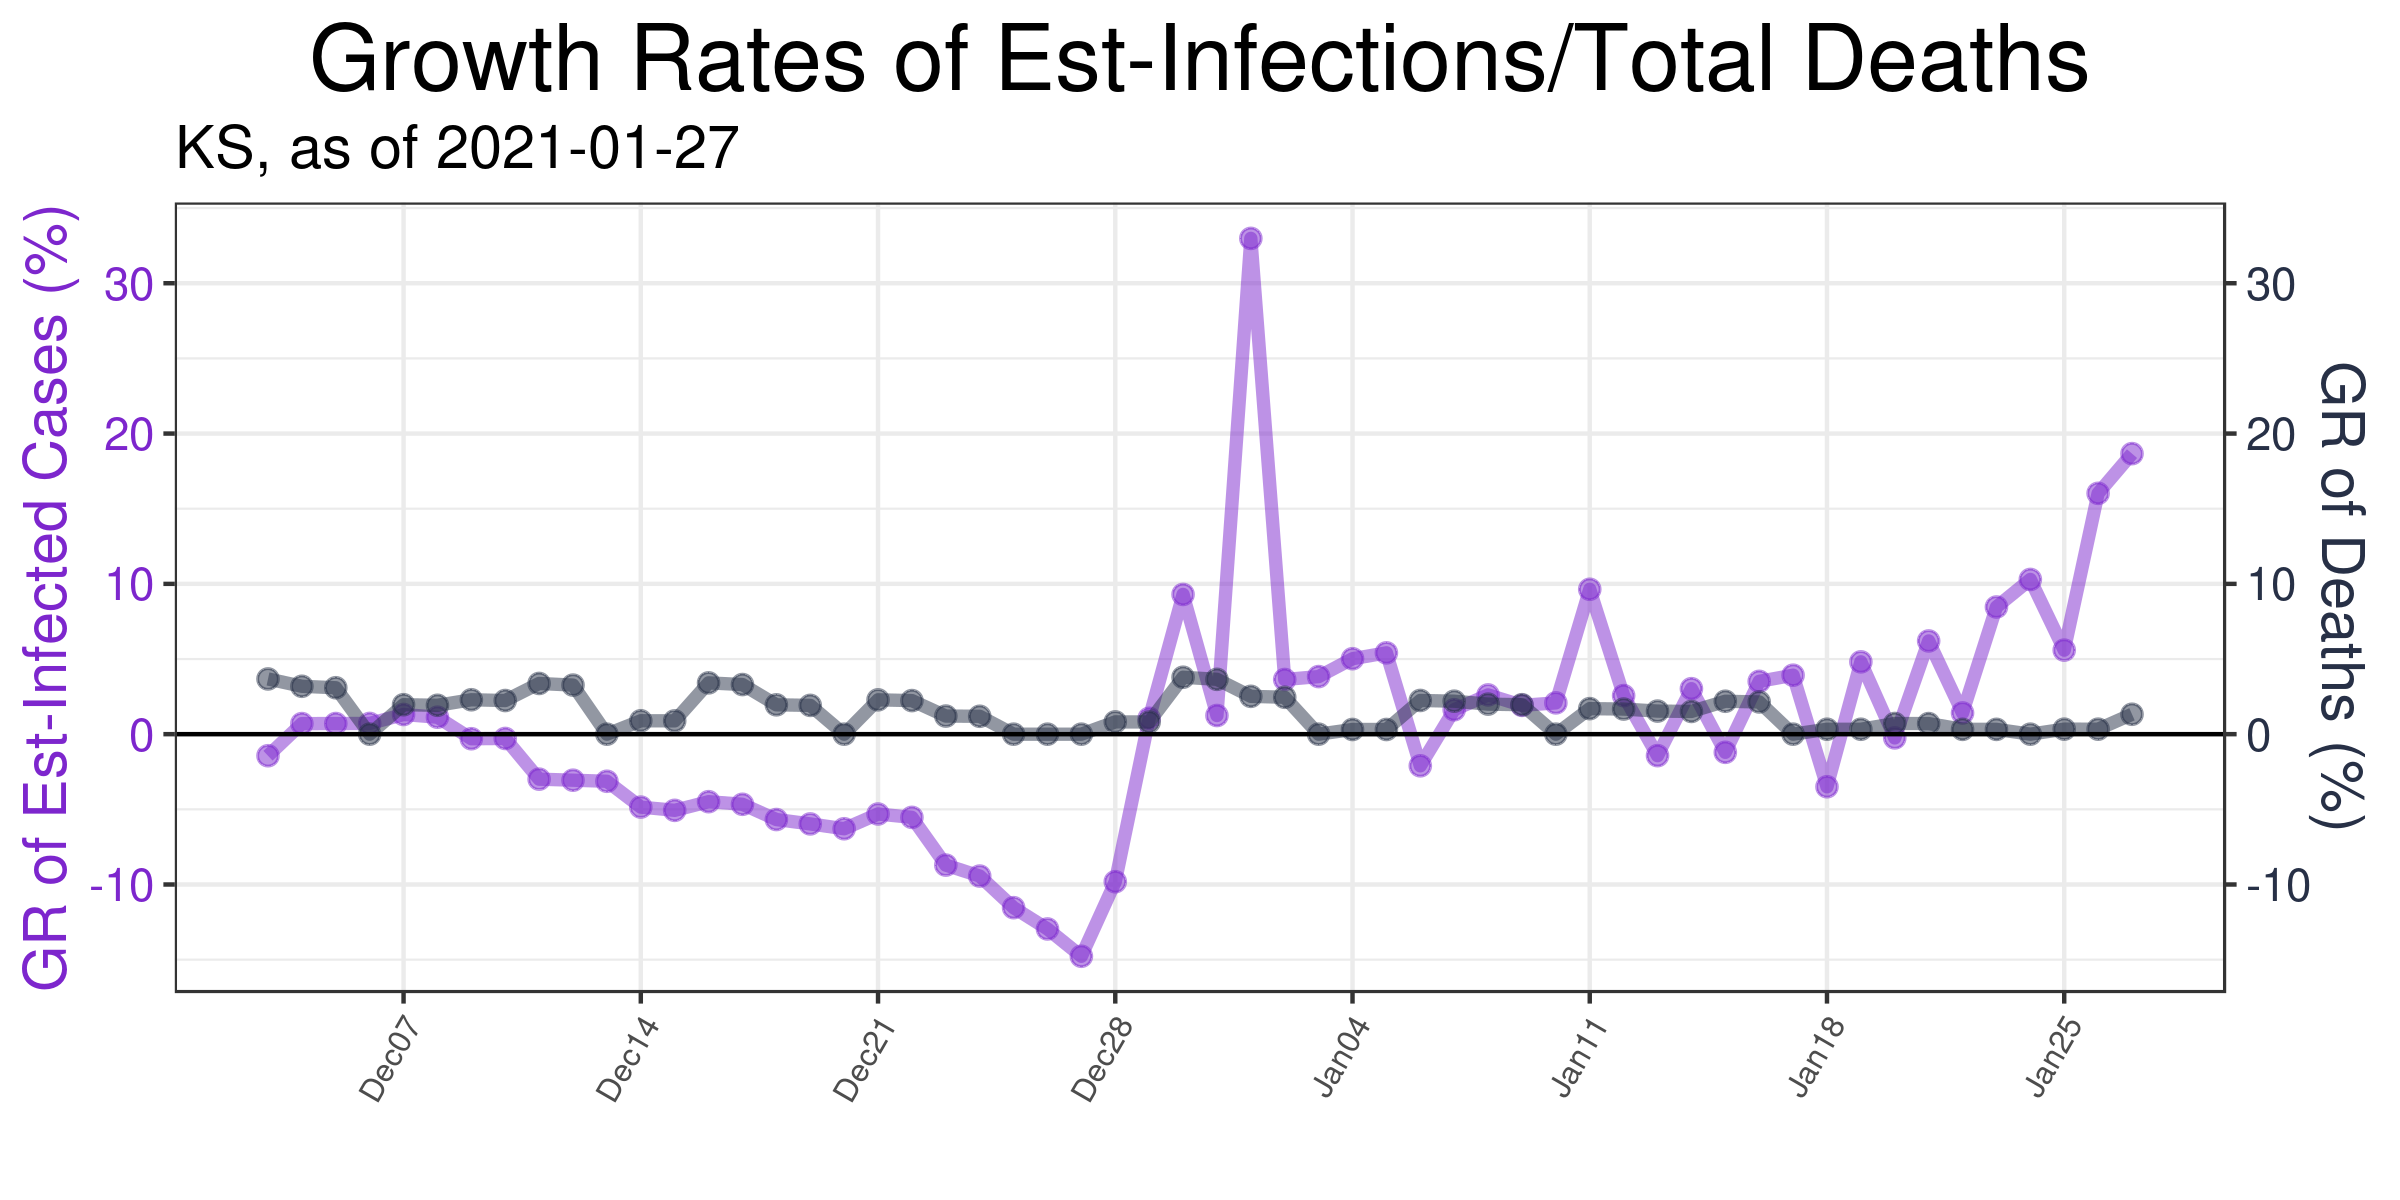 Growth Rates of Est-Infections/Total Deaths
KS, as of 2021-01-27
GR of Est-Infected Cases (%)
30
20
10
0
-10
30
20
10
0
-10
GR of Deaths (%)
Dec07
Dec14
Dec21
Dec28
Jan04
Jan11
Jan18
Jan25